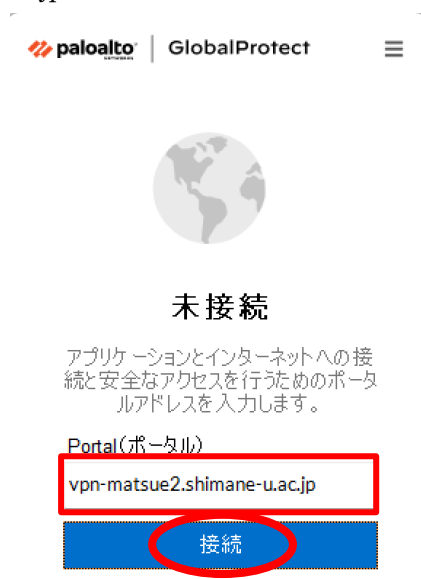 paloalto NETWORKS GlobalProtect
未接続
アプリケーションとインターネットへの接
続と安全なアクセスを行うためのポータ
ルアドレスを入力します。
Portal(ポータル)
vpn-matsue2.shimane-u.ac.jp
接続